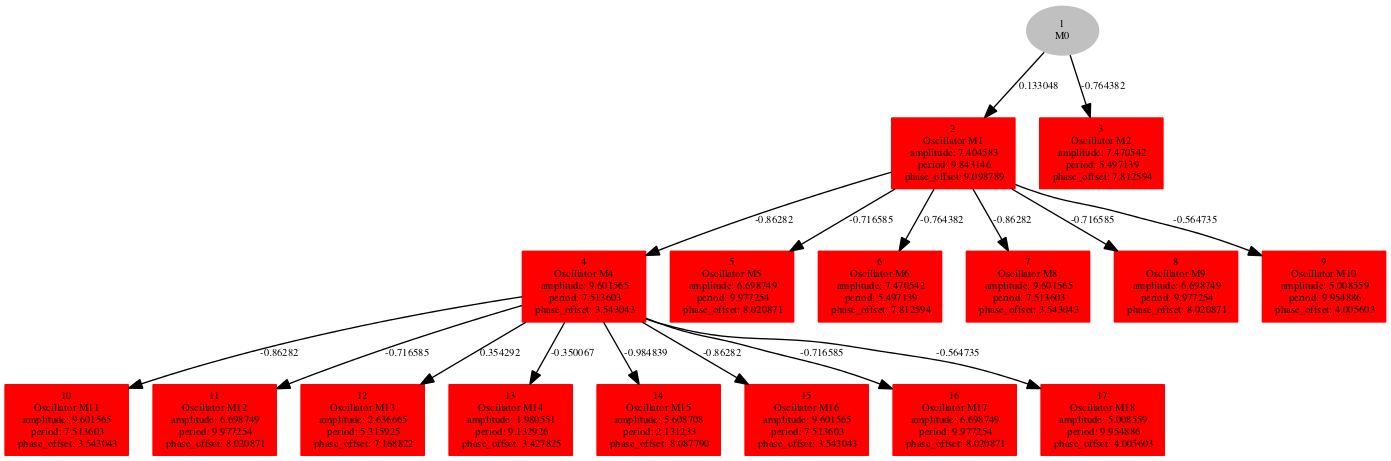 1
M0
0.133048
-0.764382
2
Oscillator M1
amplitude: 7.404583
period: 9.843146
phase_offset: 9.098789
3
Oscillator M2
amplitude: 7.470542
period: 5.497139
phase_offset: 7.812594
-0.86282
-0.716585
-0.764382
-0.86282
-0.716585
-0.564735
4
Oscillator M4
amplitude: 9.601565
period: 7.513603
phase_offset: 3.543043
5
Oscillator M5
amplitude: 6.698749
period: 9.977254
phase_offset: 8.020871
6
Oscillator M6
amplitude: 7.470542
period: 5.497139
phase_offset: 7.812594
7
Oscillator M8
amplitude: 9.601565
period: 7.513603
phase_offset: 3.543043
8
Oscillator M9
amplitude: 6.698749
period: 9.977254
phase_offset: 8.020871
9
Oscillator M10
amplitude: 5.008559
period: 9.954886
phase_offset: 4.005603
-0.86282
-0.716585
0.354292
-0.350067
-0.984839
-0.86282
-0.716585
-0.564735
10
Oscillator M11
amplitude: 9.601565
period: 7.513603
phase_offset: 3.543043
11
Oscillator M12
amplitude: 6.698749
period: 9.977254
phase_offset: 8.020871
12
Oscillator M13
amplitude: 2.636665
period: 5.315925
phase_offset: 7.168822
13
Oscillator M14
amplitude: 1.980551
period: 9.132926
phase_offset: 3.427825
14
Oscillator M15
amplitude: 5.608708
period: 2.131233
phase_offset: 8.087790
15
Oscillator M16
amplitude: 9.601565
period: 7.513603
phase_offset: 3.543043
16
Oscillator M17
amplitude: 6.698749
period: 9.977254
phase_offset: 8.020871
17
Oscillator M18
amplitude: 5.008559
period: 9.954886
phase_offset: 4.005603